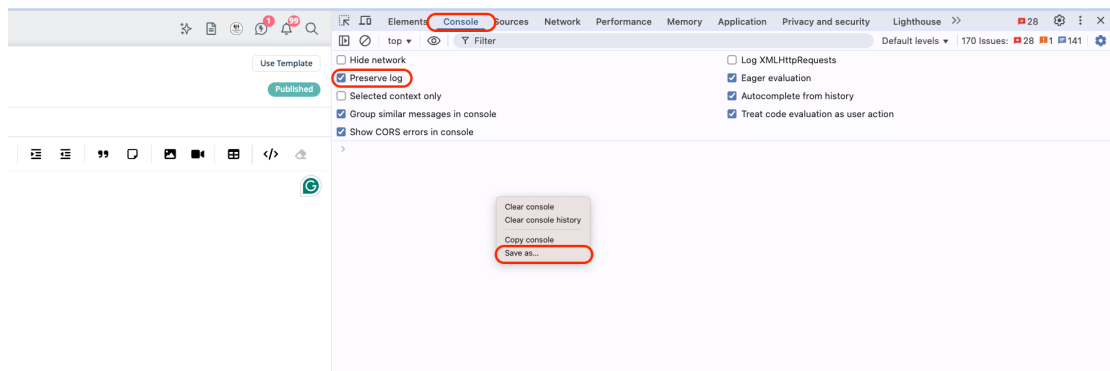 1
99
Use Template
Published
Elements Console Sources Network Performance Memory Application Privacy and security Lighthouse 28
top Filter Default levels 170 Issues: 28 1 141
Hide network
Log XMLHttpRequests
Preserve log
Eager evaluation
Selected context only
Autocomplete from history
Group similar messages in console
Treat code evaluation as user action
Show CORS errors in console
Clear console
Clear console history
Copy console
Save as...